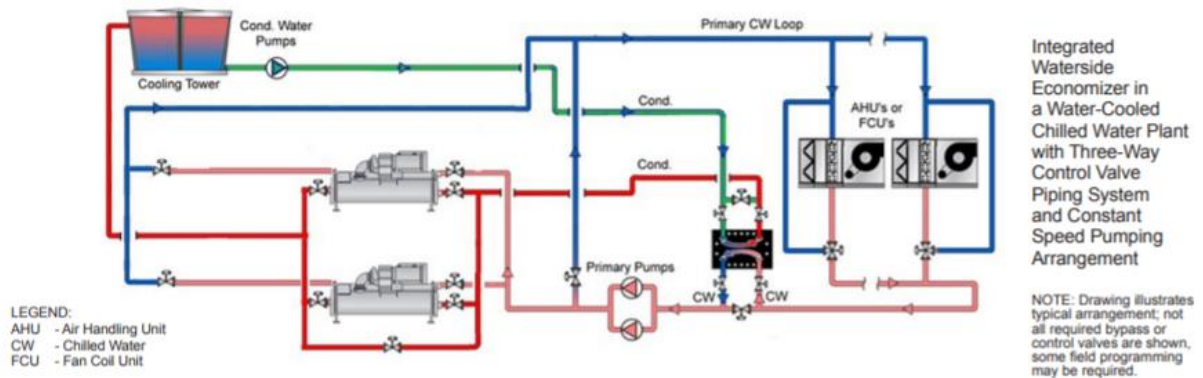 Cond. Water
Pumps
Cooling Tower
Primary CW Loop
Cond.
AHU's or
FCU's
Cond.
Primary Pumps
CW
CW
LEGEND:
AHU - Air Handling Unit
CW - Chilled Water
FCU - Fan Coil Unit
Integrated
Waterside
Economizer in
a Water-Cooled
Chilled Water Plant
with Three-Way
Control Valve
Piping System
and Constant
Speed Pumping
Arrangement
NOTE: Drawing illustrates
typical arrangement; not
all required bypass or
control valves are shown,
some field programming
may be required.